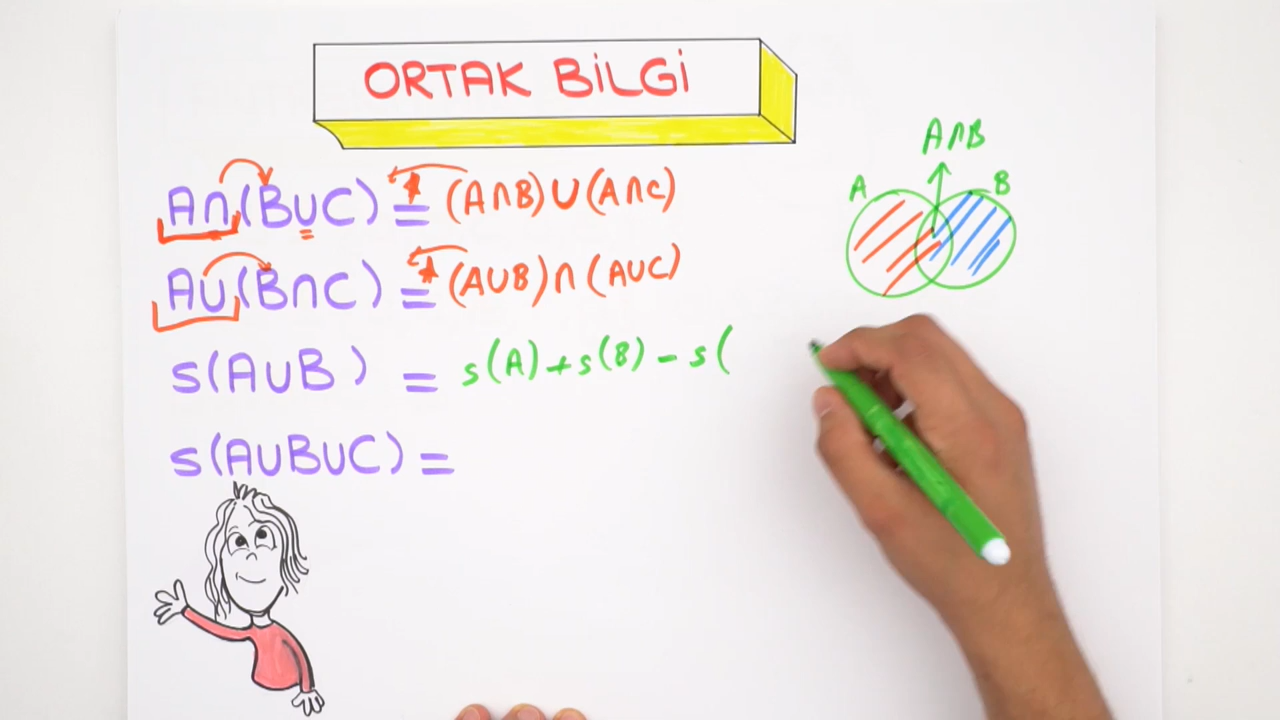 ORTAK BİLGİ
A∩B
A B
A∩(B∪C) = (A∩B)∪(A∩C)
A∪(B∩C) = (A∪B)∩(A∪C)
s(A∪B) = s(A)+s(B)-s(
s(A∪B∪C) =